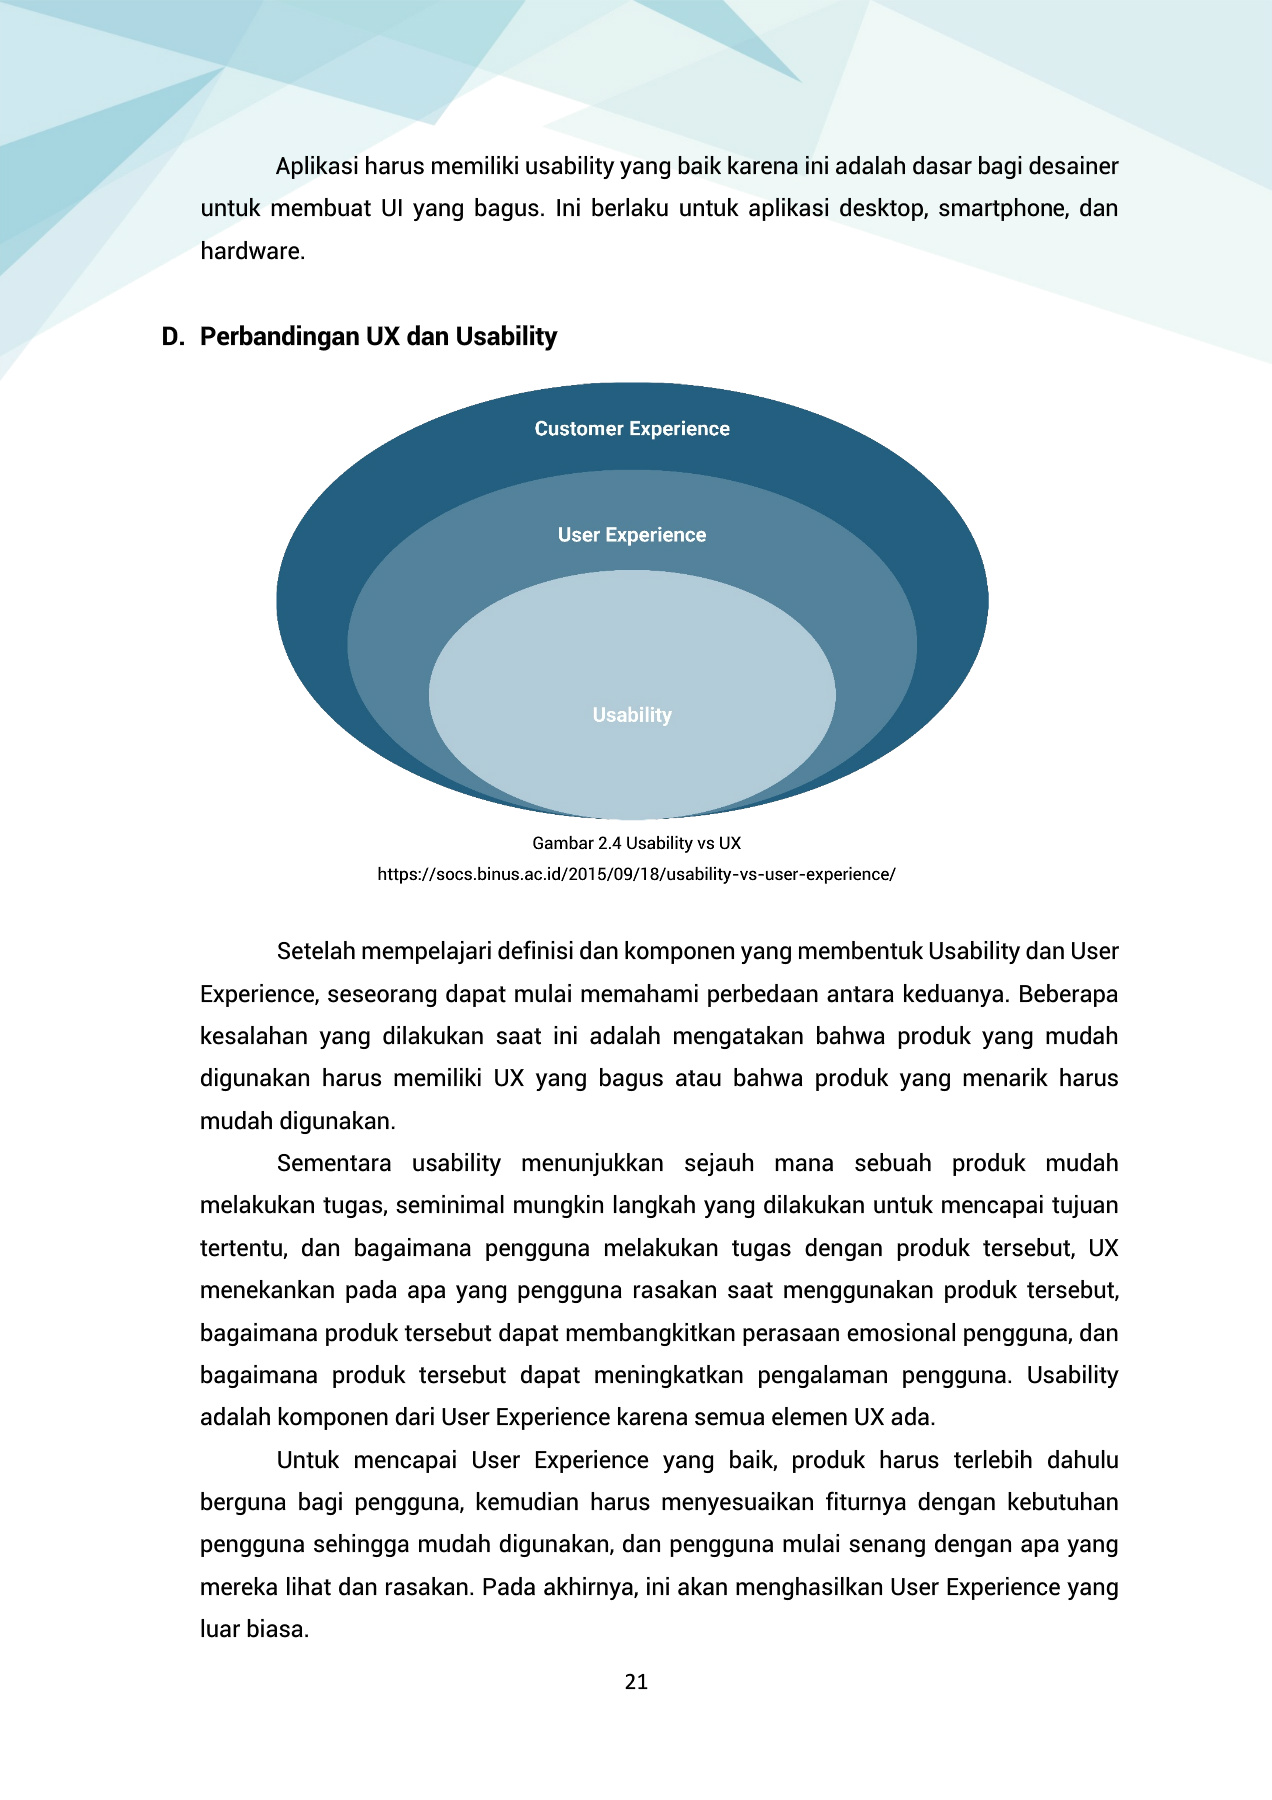 Aplikasi harus memiliki usability yang baik karena ini adalah dasar bagi desainer
untuk membuat UI yang bagus. Ini berlaku untuk aplikasi desktop, smartphone, dan
hardware.
D. Perbandingan UX dan Usability
Customer Experience
User Experience
Usability
Gambar 2.4 Usability vs UX
https://socs.binus.ac.id/2015/09/18/usability-vs-user-experience/
Setelah mempelajari definisi dan komponen yang membentuk Usability dan User
Experience, seseorang dapat mulai memahami perbedaan antara keduanya. Beberapa
kesalahan yang dilakukan saat ini adalah mengatakan bahwa produk yang mudah
digunakan harus memiliki UX yang bagus atau bahwa produk yang menarik harus
mudah digunakan.
Sementara usability menunjukkan sejauh mana sebuah produk mudah
melakukan tugas, seminimal mungkin langkah yang dilakukan untuk mencapai tujuan
tertentu, dan bagaimana pengguna melakukan tugas dengan produk tersebut, UX
menekankan pada apa yang pengguna rasakan saat menggunakan produk tersebut,
bagaimana produk tersebut dapat membangkitkan perasaan emosional pengguna, dan
bagaimana produk tersebut dapat meningkatkan pengalaman pengguna. Usability
adalah komponen dari User Experience karena semua elemen UX ada.
Untuk mencapai User Experience yang baik, produk harus terlebih dahulu
berguna bagi pengguna, kemudian harus menyesuaikan fiturnya dengan kebutuhan
pengguna sehingga mudah digunakan, dan pengguna mulai senang dengan apa yang
mereka lihat dan rasakan. Pada akhirnya, ini akan menghasilkan User Experience yang
luar biasa.
21